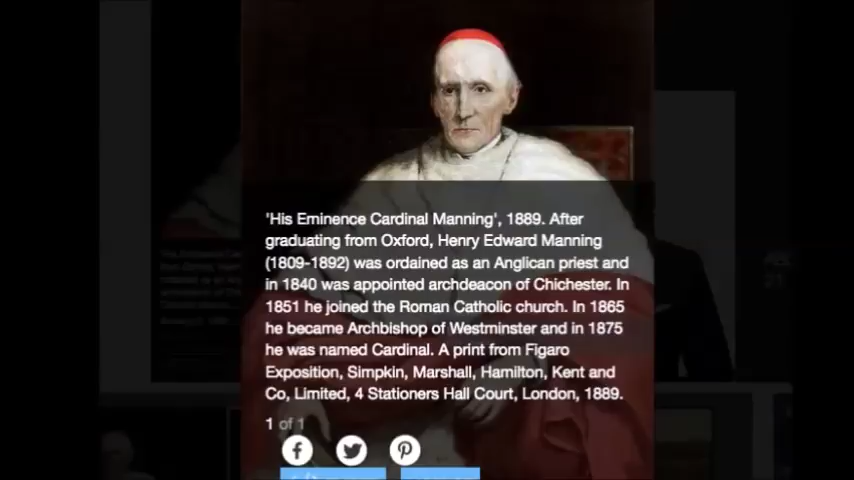 'His Eminence Cardinal Manning', 1889. After
graduating from Oxford, Henry Edward Manning
(1809-1892) was ordained as an Anglican priest and
in 1840 was appointed archdeacon of Chichester. In
1851 he joined the Roman Catholic church. In 1865
he became Archbishop of Westminster and in 1875
he was named Cardinal. A print from Figaro
Exposition, Simpkin, Marshall, Hamilton, Kent and
Co, Limited, 4 Stationers Hall Court, London, 1889.
1 of 1